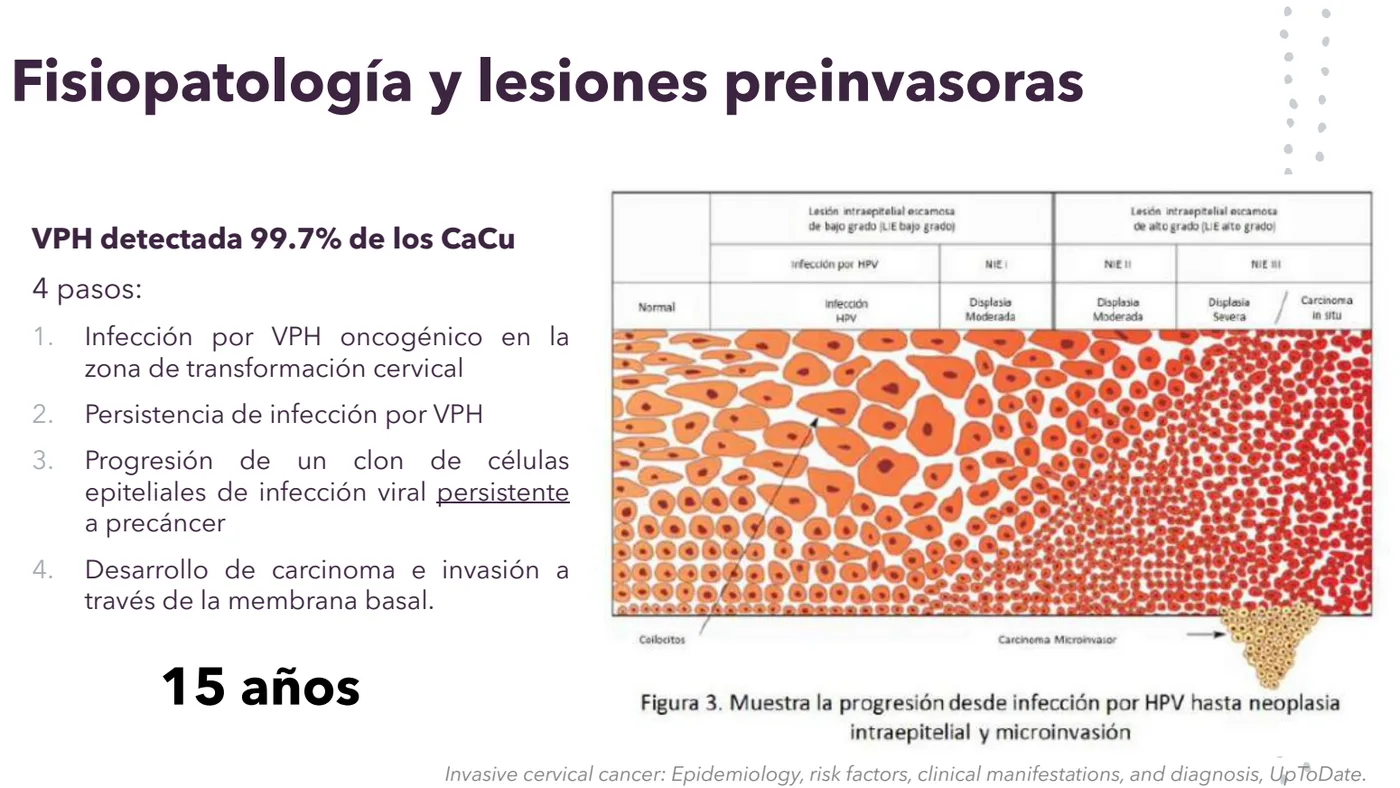 Fisiopatología y lesiones preinvasoras
VPH detectada 99.7% de los CaCu
4 pasos:
1. Infección por VPH oncogénico en la
zona de transformación cervical
2. Persistencia de infección por VPH
3. Progresión de un clon de células
epiteliales de infección viral persistente
a precáncer
4. Desarrollo de carcinoma e invasión a
través de la membrana basal.
15 años
Lesión intraepitelial escamosa
de bajo grado (LIE bajo grado)
Lesión intraepitelial escamosa
de alto grado (LIE alto grado)
Infección por HPV
NIE I
NIE II
NIE III
Normal
Infección
HPV
Displasia
Moderada
Displasia
Moderada
Displasia
Severa
/
Carcinoma
in situ
Coilocitos
Carcinoma Microinvasor
Figura 3. Muestra la progresión desde infección por HPV hasta neoplasia
intraepitelial y microinvasión
Invasive cervical cancer: Epidemiology, risk factors, clinical manifestations, and diagnosis, UpToDate.